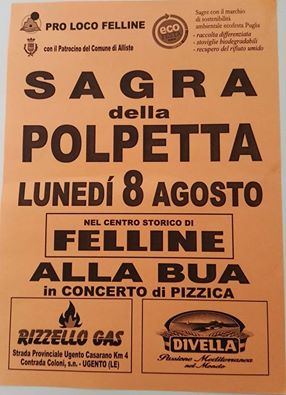 PRO LOCO FELLINE
con il Patrocino del Comune di Alliste
eco
Sagre con il marchio
di sostenibilità
ambientale ecofesta Puglia
- raccolta differenziata
- stoviglie biodegradabili
- recupero del rifiuto umido
SAGRA
della
POLPETTA
LUNEDÍ 8 AGOSTO
NEL CENTRO STORICO DI
FELLINE
ALLA BUA
in CONCERTO di PIZZICA
RIZZELLO GAS
Strada Provinciale Ugento Casarano Km 4
Contrada Coloni, s.n. - UGENTO (LE)
DIVELLA
Passione Mediterranea
nel Mondo